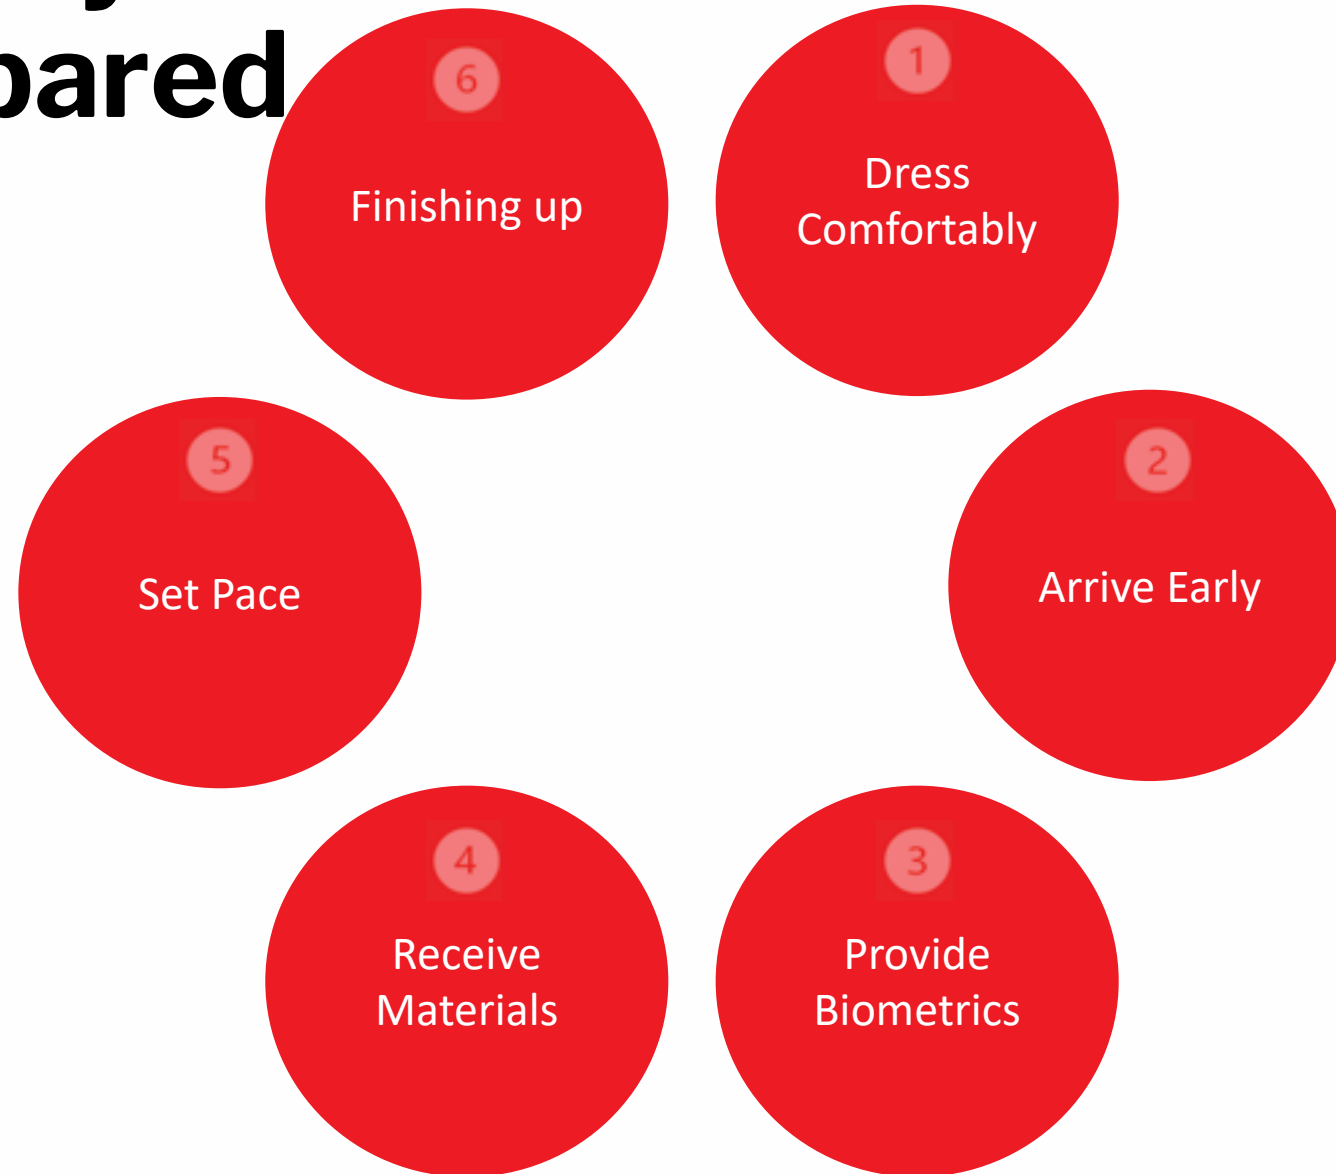 pared
1
Dress
Comfortably
2
Arrive Early
3
Provide
Biometrics
4
Receive
Materials
5
Set Pace
6
Finishing up